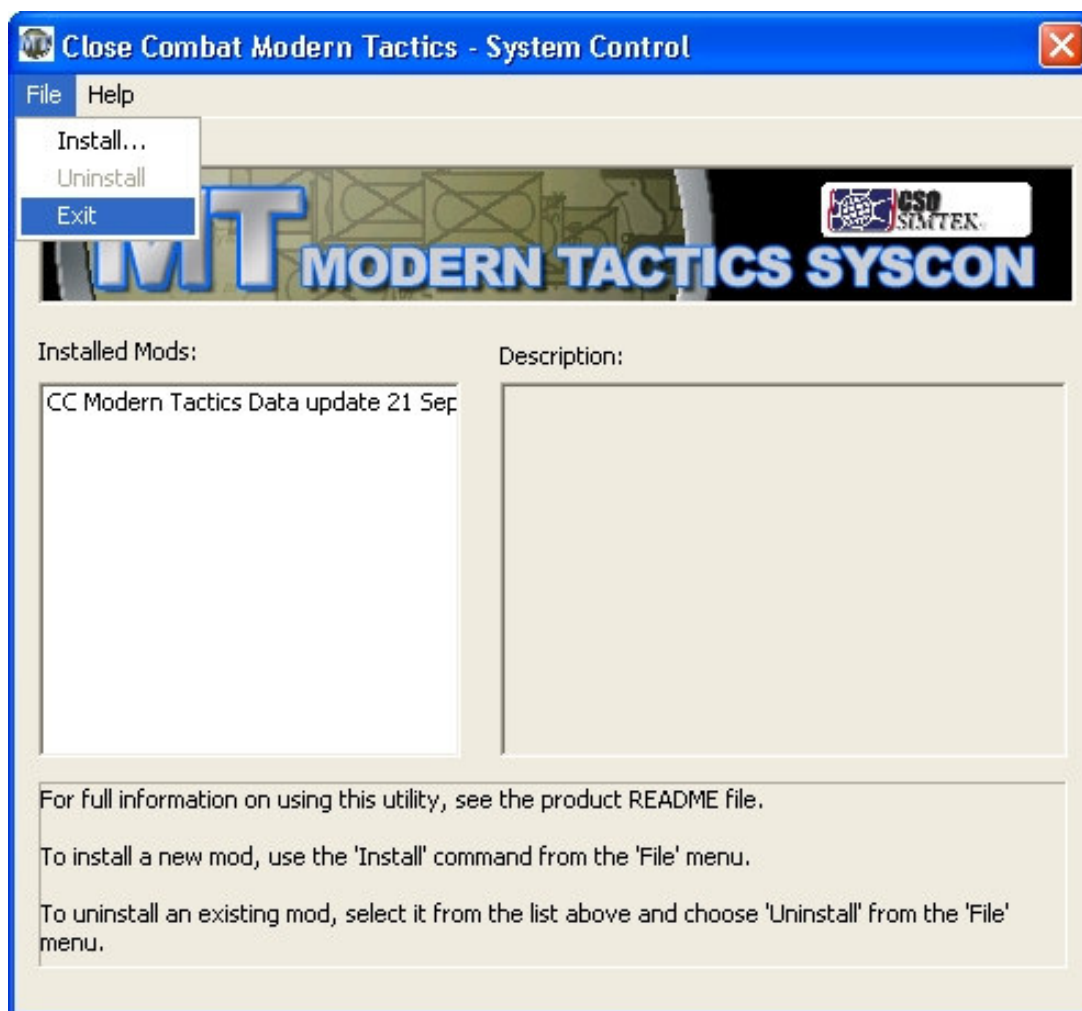 Close Combat Modern Tactics - System Control
File Help
Install...
Uninstall
Exit
MT
MODERN TACTICS SYSCON
CSO
SIMTEK
Installed Mods:
Description:
CC Modern Tactics Data update 21 Sep
For full information on using this utility, see the product README file.
To install a new mod, use the 'Install' command from the 'File' menu.
To uninstall an existing mod, select it from the list above and choose 'Uninstall' from the 'File'
menu.